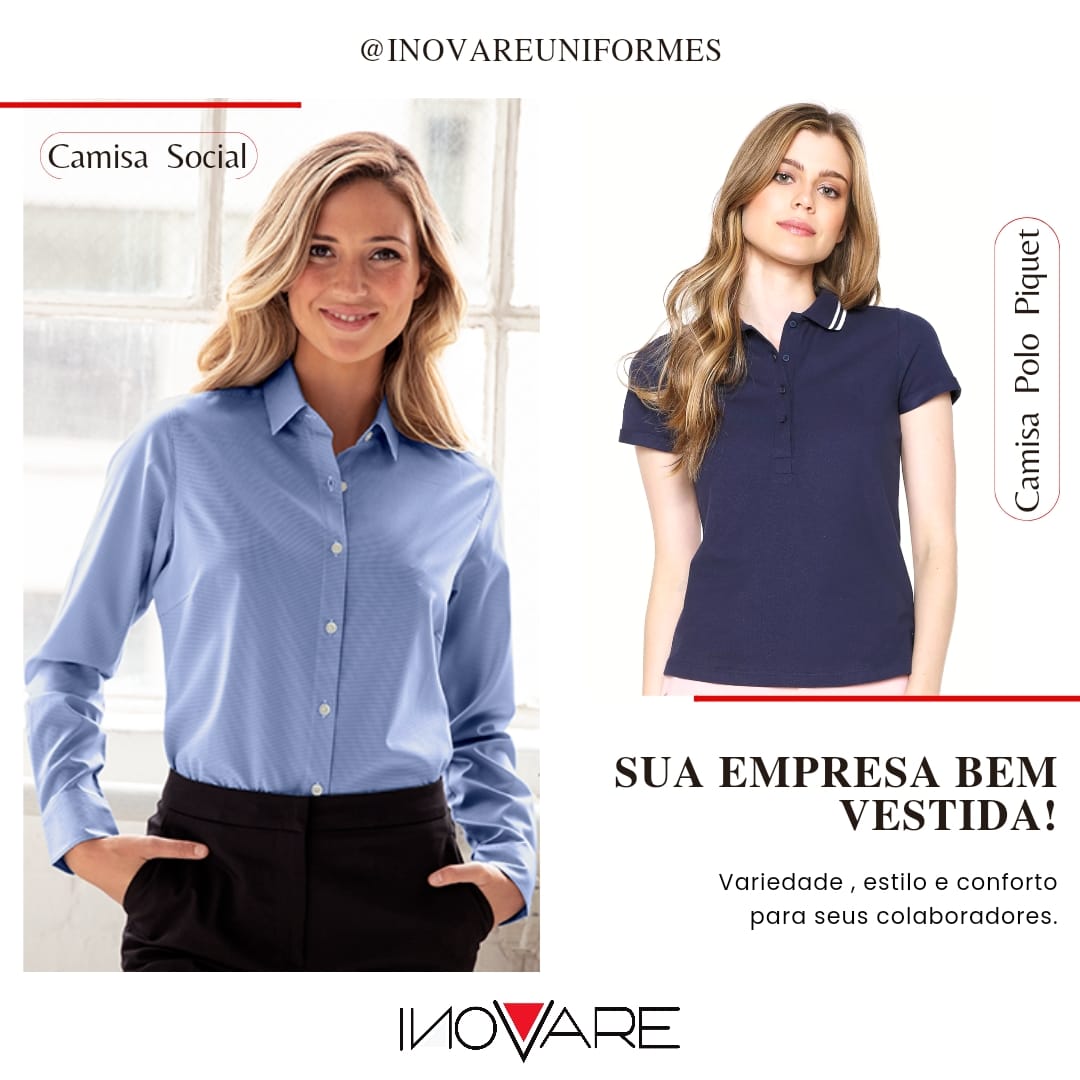 @INOVAREUNIFORMES
Camisa Social
Camisa Polo Piquet
SUA EMPRESA BEM
VESTIDA!
Variedade , estilo e conforto
para seus colaboradores.
INOVARE